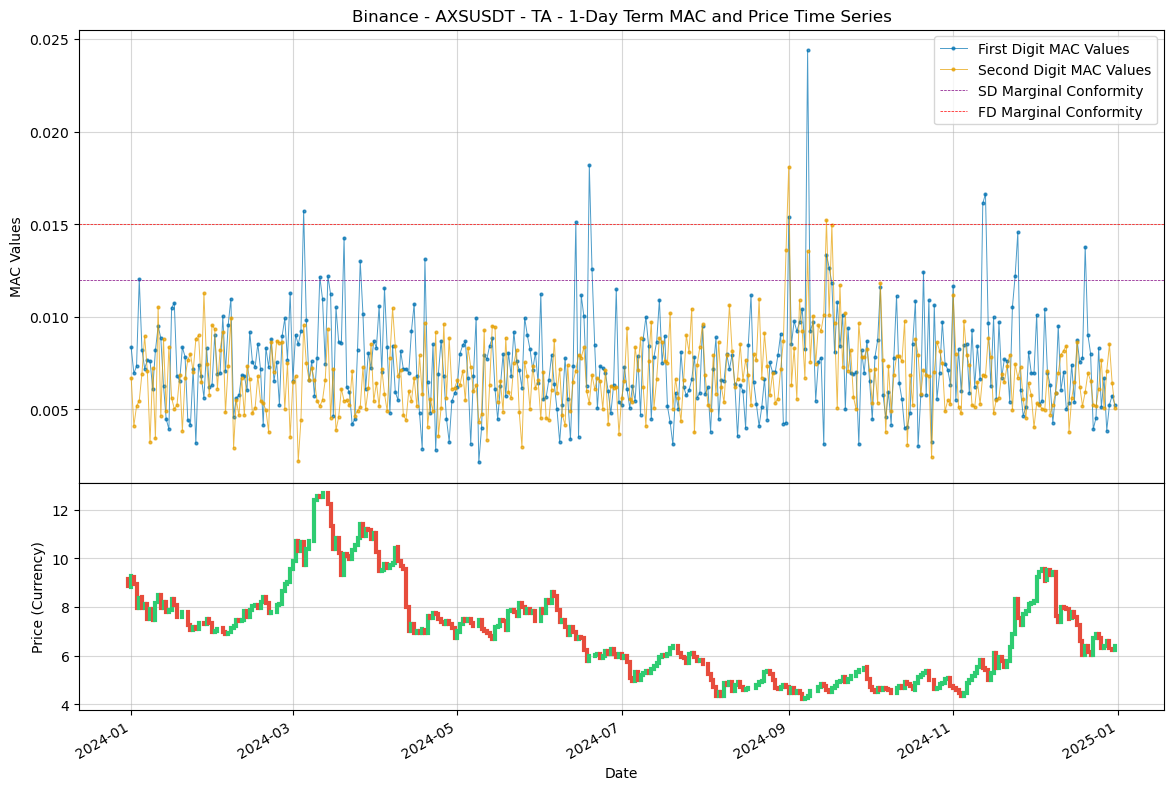 Binance - AXSUSDT - TA - 1-Day Term MAC and Price Time Series
First Digit MAC Values
Second Digit MAC Values
SD Marginal Conformity
FD Marginal Conformity
MAC Values
0.025
0.020
0.015
0.010
0.005
Price (Currency)
12
10
8
6
4
2024-01
2024-03
2024-05
2024-07
2024-09
2024-11
2025-01
Date